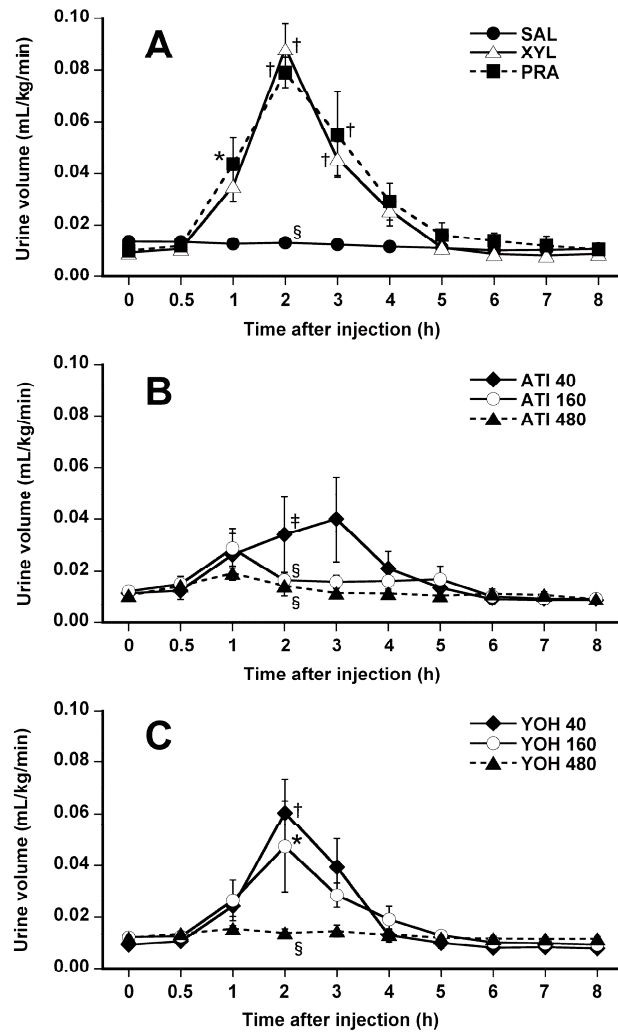 A
SAL
XYL
PRA
Urine volume (mL/kg/min)
0.10
0.08
0.06
0.04
0.02
0.00
†
†
*
†
†
‡
§
0 0.5 1 2 3 4 5 6 7 8
Time after injection (h)
B
ATI 40
ATI 160
ATI 480
Urine volume (mL/kg/min)
0.10
0.08
0.06
0.04
0.02
0.00
‡
§
§
0 0.5 1 2 3 4 5 6 7 8
Time after injection (h)
C
YOH 40
YOH 160
YOH 480
Urine volume (mL/kg/min)
0.10
0.08
0.06
0.04
0.02
0.00
†
*
§
0 0.5 1 2 3 4 5 6 7 8
Time after injection (h)